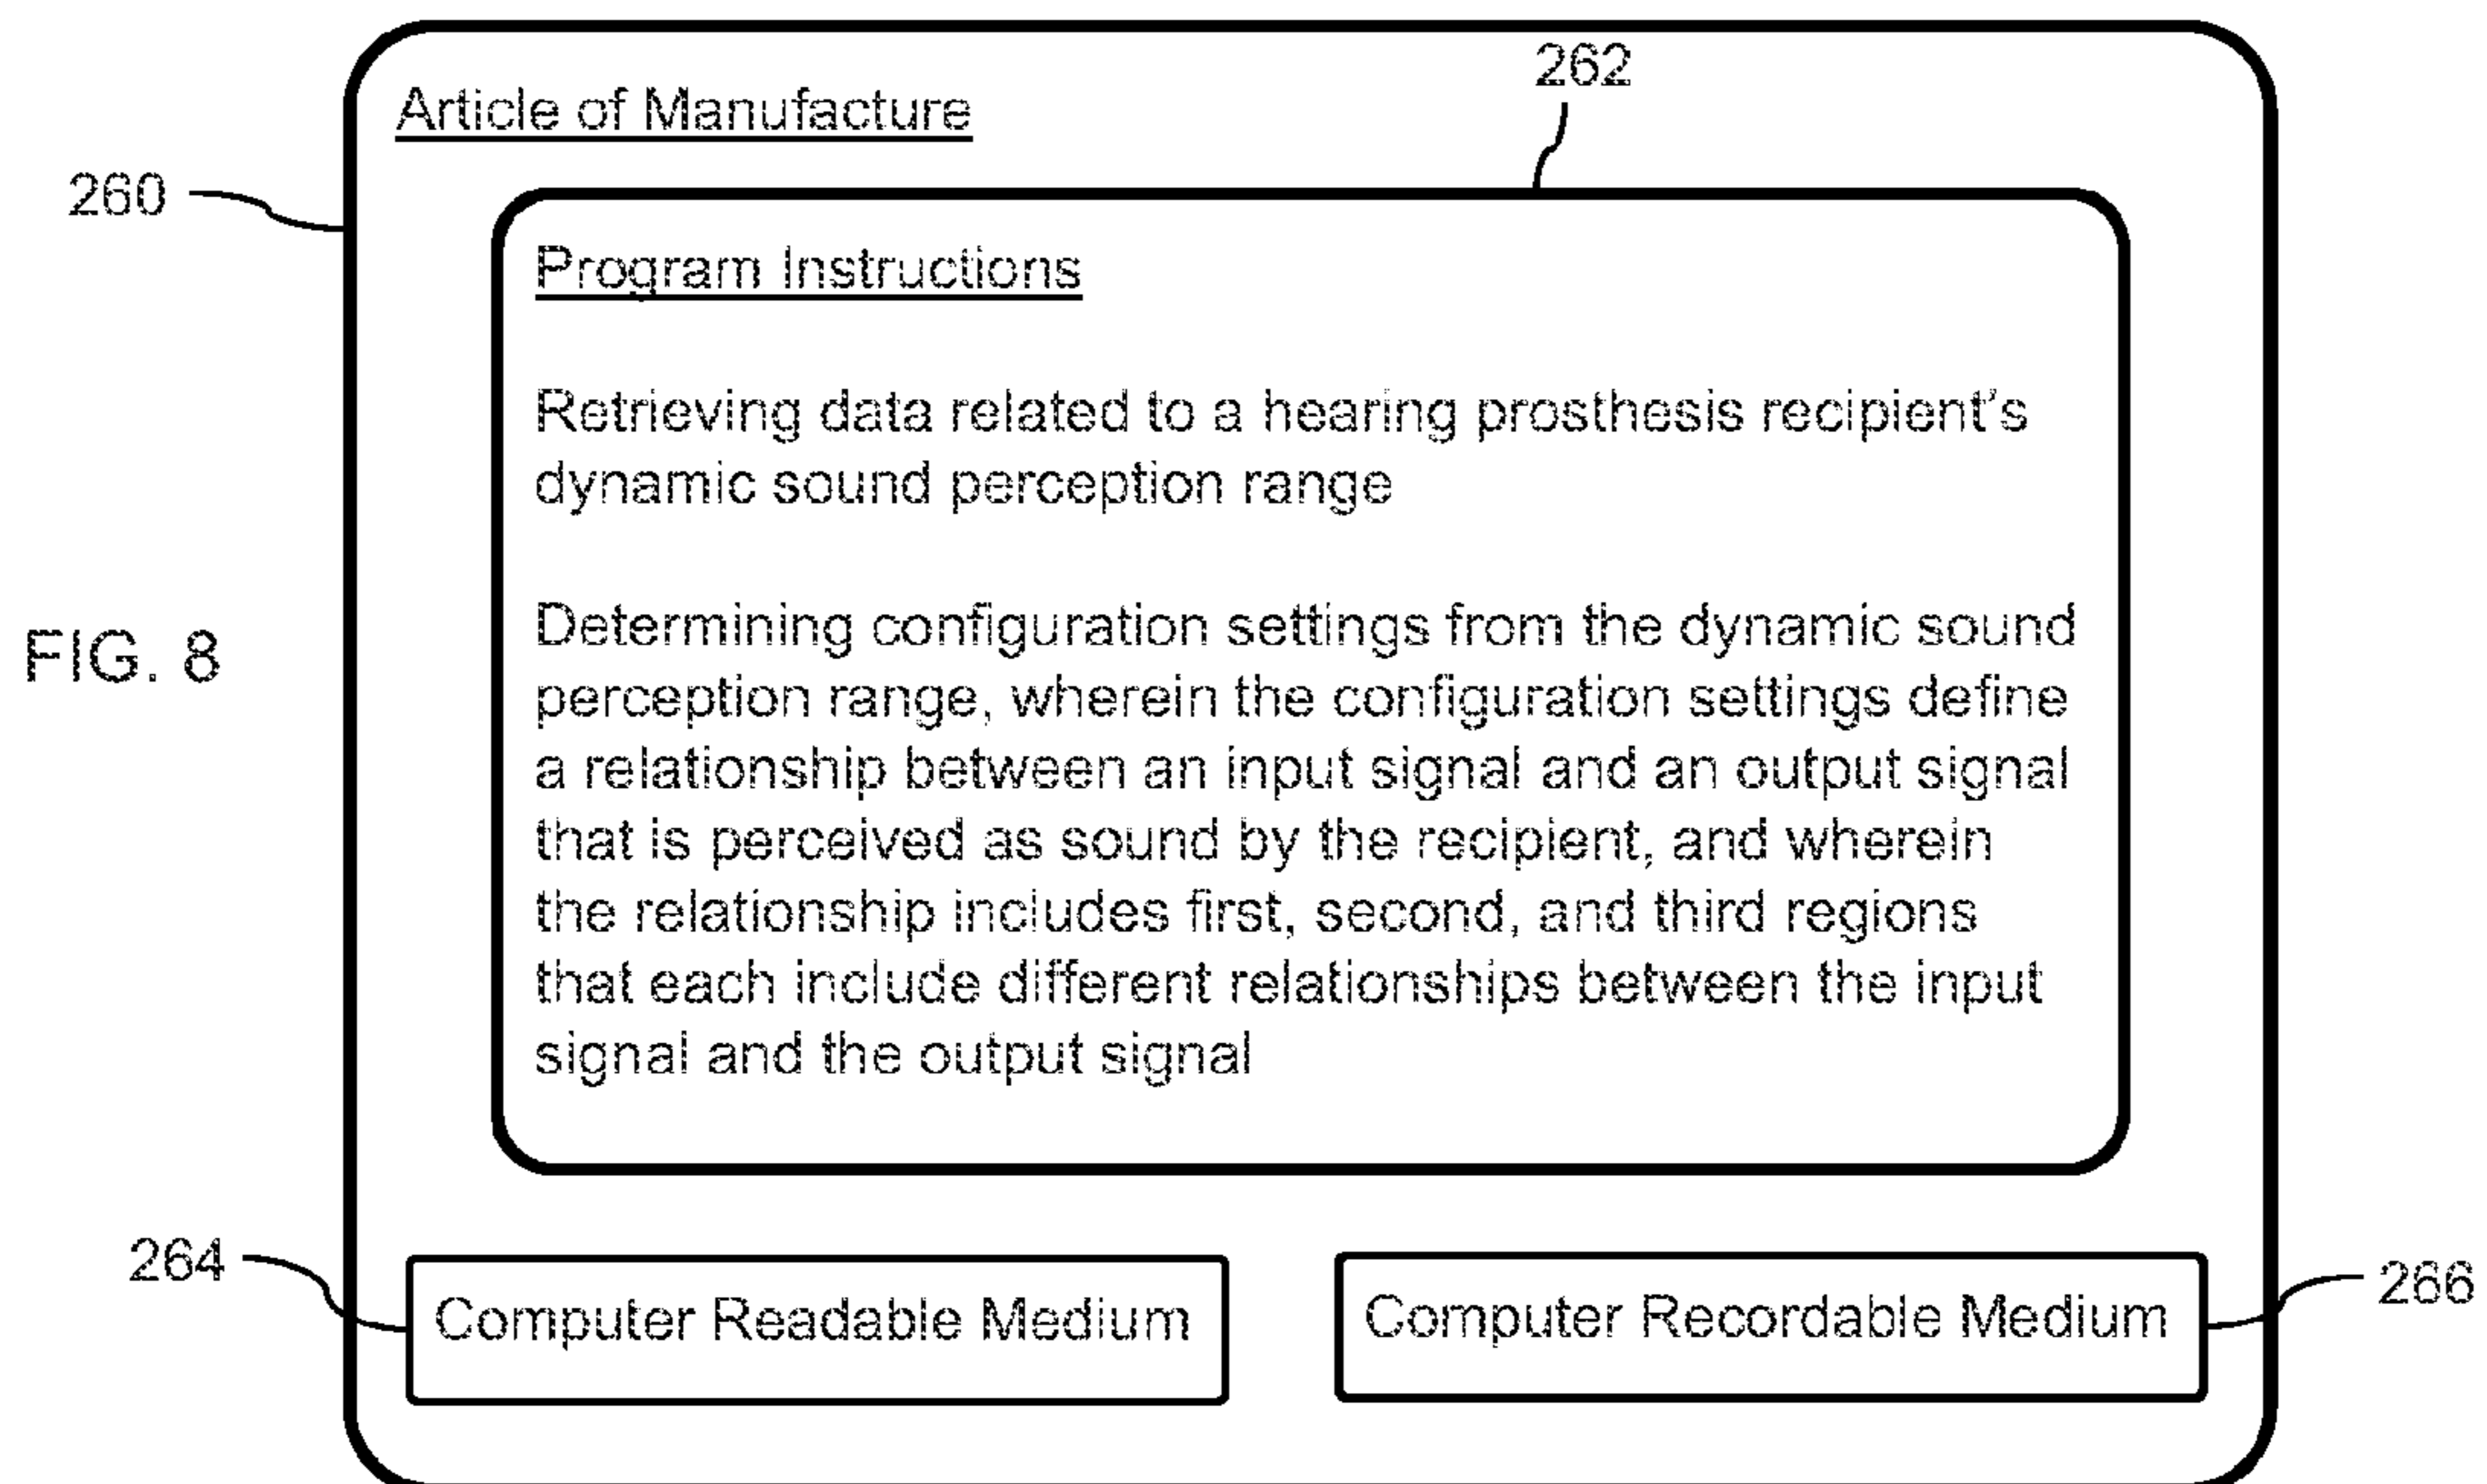 262
Article of Manufacture
260
Program Instructions
Retrieving data related to a hearing prosthesis recipient's
dynamic sound perception range
FIG. 8
Determining configuration settings from the dynamic sound
perception range, wherein the configuration settings define
a relationship between an input signal and an output signal
that is perceived as sound by the recipient, and wherein
the relationship includes first, second, and third regions
that each include different relationships between the input
signal and the output signal
264
Computer Readable Medium
Computer Recordable Medium
266